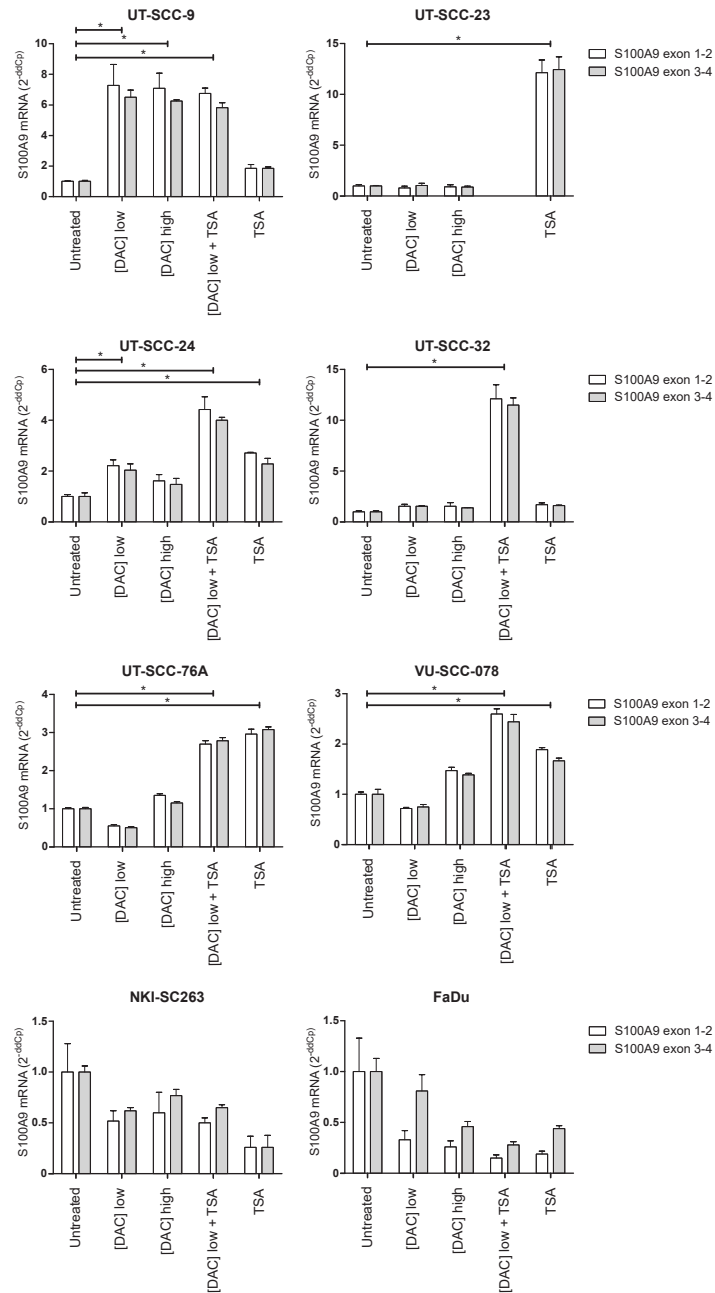 UT-SCC-9
S100A9 mRNA (2-ddCp)
10
8
6
4
2
0
*
*
*
Untreated
[DAC] low
[DAC] high
[DAC] low + TSA
TSA
UT-SCC-23
S100A9 mRNA (2-ddCp)
15
10
5
0
*
Untreated
[DAC] low
[DAC] high
TSA
S100A9 exon 1-2
S100A9 exon 3-4
UT-SCC-24
S100A9 mRNA (2-ddCp)
6
4
2
0
*
*
*
Untreated
[DAC] low
[DAC] high
[DAC] low + TSA
TSA
UT-SCC-32
S100A9 mRNA (2-ddCp)
15
10
5
0
*
Untreated
[DAC] low
[DAC] high
[DAC] low + TSA
TSA
S100A9 exon 1-2
S100A9 exon 3-4
UT-SCC-76A
S100A9 mRNA (2-ddCp)
4
3
2
1
0
*
*
Untreated
[DAC] low
[DAC] high
[DAC] low + TSA
TSA
VU-SCC-078
S100A9 mRNA (2-ddCp)
3
2
1
0
*
*
Untreated
[DAC] low
[DAC] high
[DAC] low + TSA
TSA
S100A9 exon 1-2
S100A9 exon 3-4
NKI-SC263
S100A9 mRNA (2-ddCp)
1.5
1.0
0.5
0
Untreated
[DAC] low
[DAC] high
[DAC] low + TSA
TSA
FaDu
S100A9 mRNA (2-ddCp)
1.5
1.0
0.5
0
Untreated
[DAC] low
[DAC] high
[DAC] low + TSA
TSA
S100A9 exon 1-2
S100A9 exon 3-4